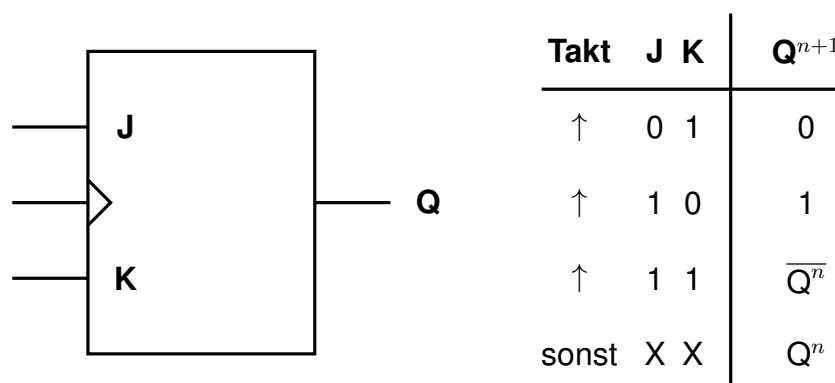 J
K
Q
Takt J K Qⁿ⁺¹
↑ 0 1 0
↑ 1 0 1
↑ 1 1 Q̅ⁿ̅
sonst X X Qⁿ